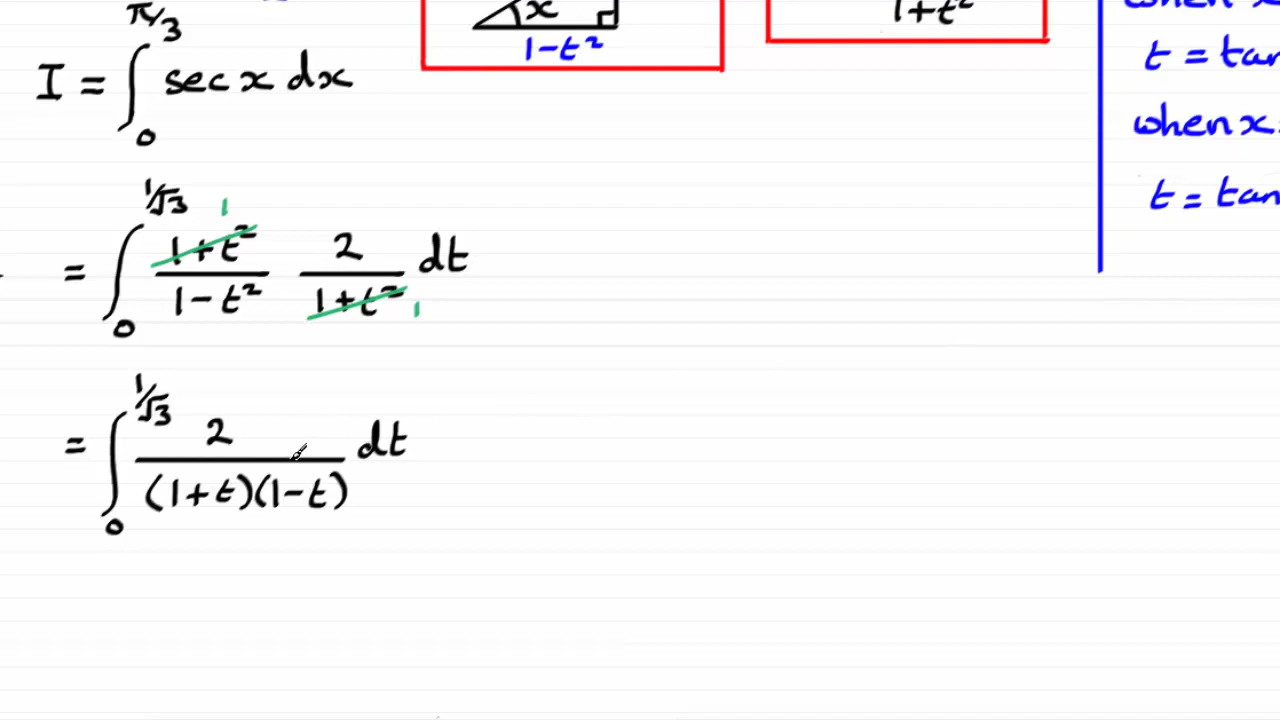 π/3
I = ∫ sec x dx
0
x
1-t²
1+t²
t = tan
when x
t = tan
1/√3 1
= ∫ 1+t² / 1-t² 2 / 1+t² dt
0 1
1/√3
= ∫ 2 / (1+t)(1-t) dt
0